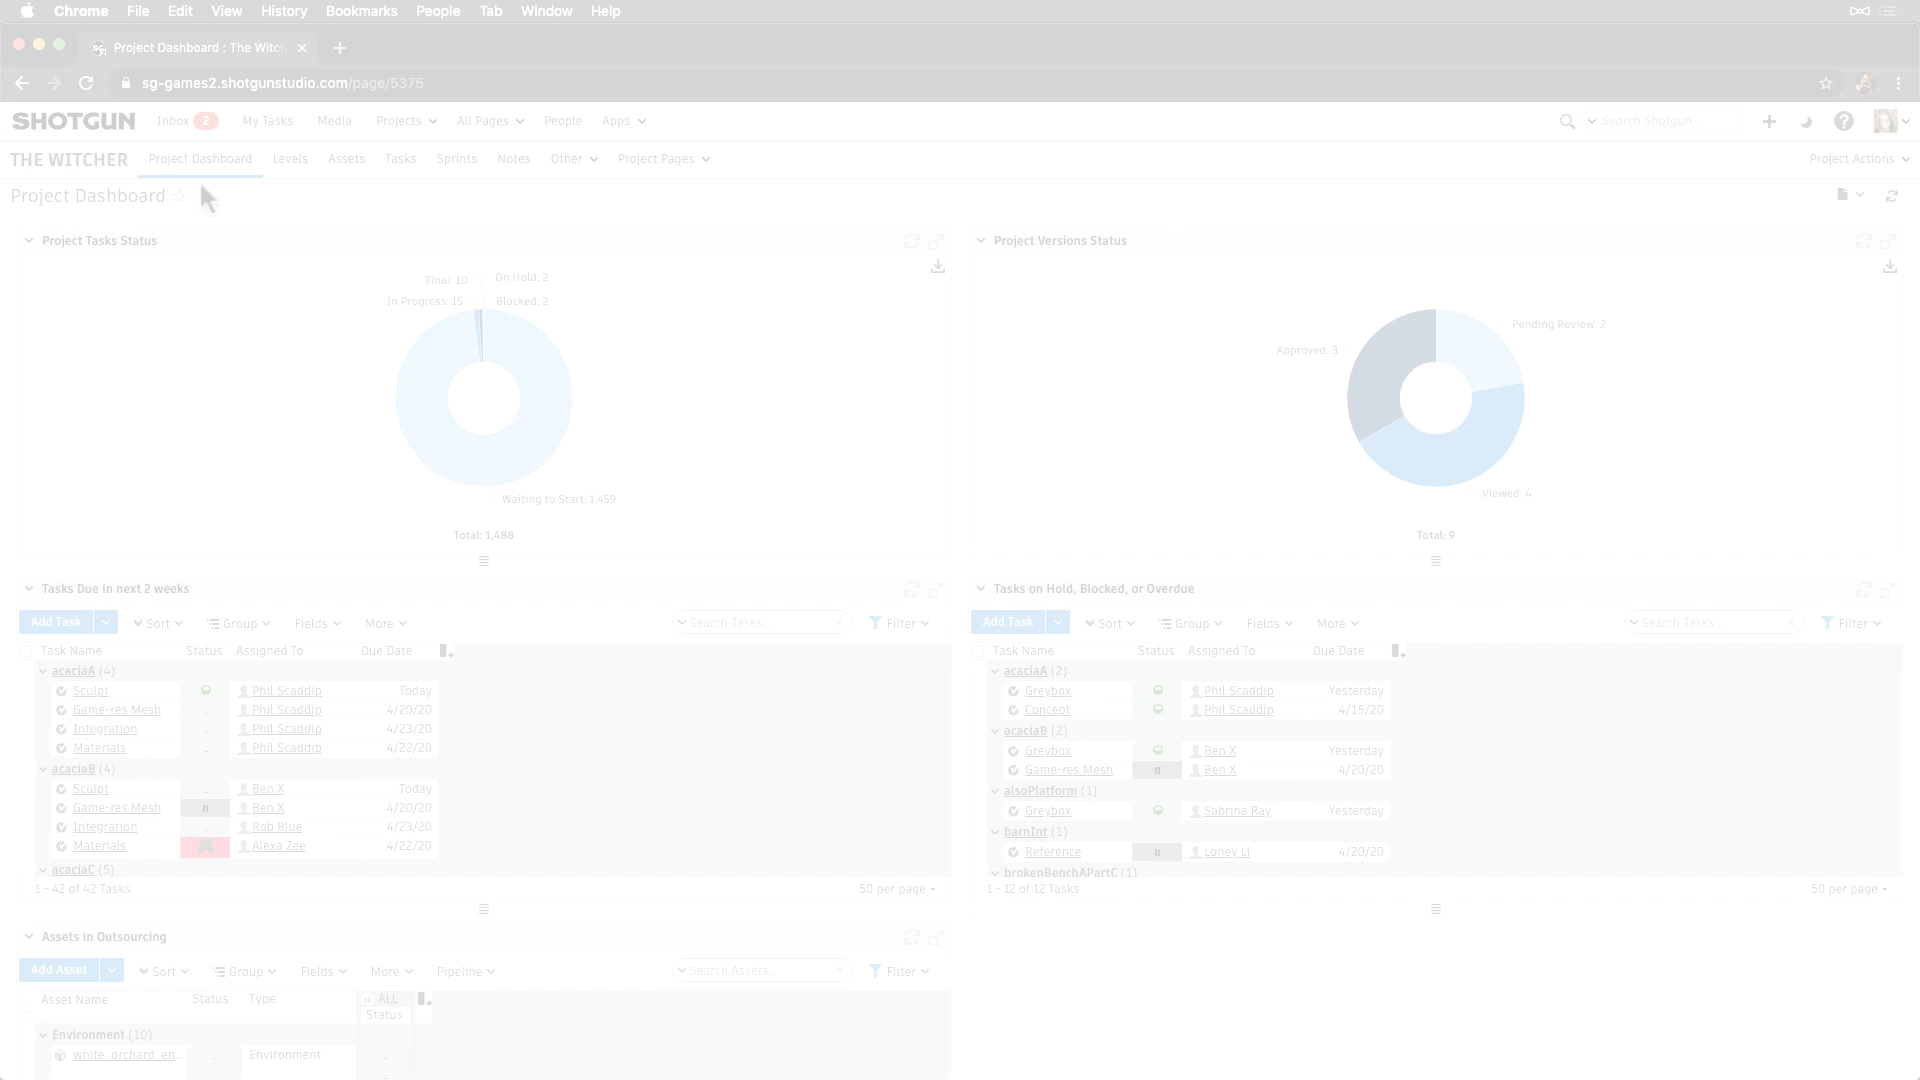 Chrome File Edit View History Bookmarks People Tab Window Help
Project Dashboard : The Witch
sg-games2.shotgunstudio.com/page/5375
SHOTGUN Inbox 2 My Tasks Media Projects All Pages People Apps Search Shotgun...
THE WITCHER Project Dashboard Levels Assets Tasks Sprints Notes Other Project Pages Project Actions
Project Dashboard
Project Tasks Status
Final: 10
On Hold: 2
In Progress: 15
Blocked: 2
Waiting to Start: 1,459
Total: 1,488
Project Versions Status
Pending Review: 2
Approved: 3
Viewed: 4
Total: 9
Tasks Due in next 2 weeks
Add Task Sort Group Fields More Search Tasks... Filter
Task Name Status Assigned To Due Date
acaciaA (4)
Sculpt Phil Scaddip Today
Game-res Mesh Phil Scaddip 4/20/20
Integration Phil Scaddip 4/23/20
Materials Phil Scaddip 4/22/20
acaciaB (4)
Sculpt Ben X Today
Game-res Mesh Ben X 4/20/20
Integration Rob Blue 4/23/20
Materials Alexa Zee 4/22/20
acaciaC (5)
1 - 42 of 42 Tasks 50 per page
Tasks on Hold, Blocked, or Overdue
Add Task Sort Group Fields More Search Tasks... Filter
Task Name Status Assigned To Due Date
acaciaA (2)
Greybox Phil Scaddip Yesterday
Concept Phil Scaddip 4/15/20
acaciaB (2)
Greybox Ben X Yesterday
Game-res Mesh Ben X 4/20/20
alsoPlatform (1)
Greybox Sabrina Ray Yesterday
barnInt (1)
Reference Loney Li 4/20/20
brokenBenchAPartC (1)
1 - 12 of 12 Tasks 50 per page
Assets in Outsourcing
Add Asset Sort Group Fields More Pipeline Search Assets... Filter
Asset Name Status Type ALL
Status
Environment (10)
white_orchard_en... Environment